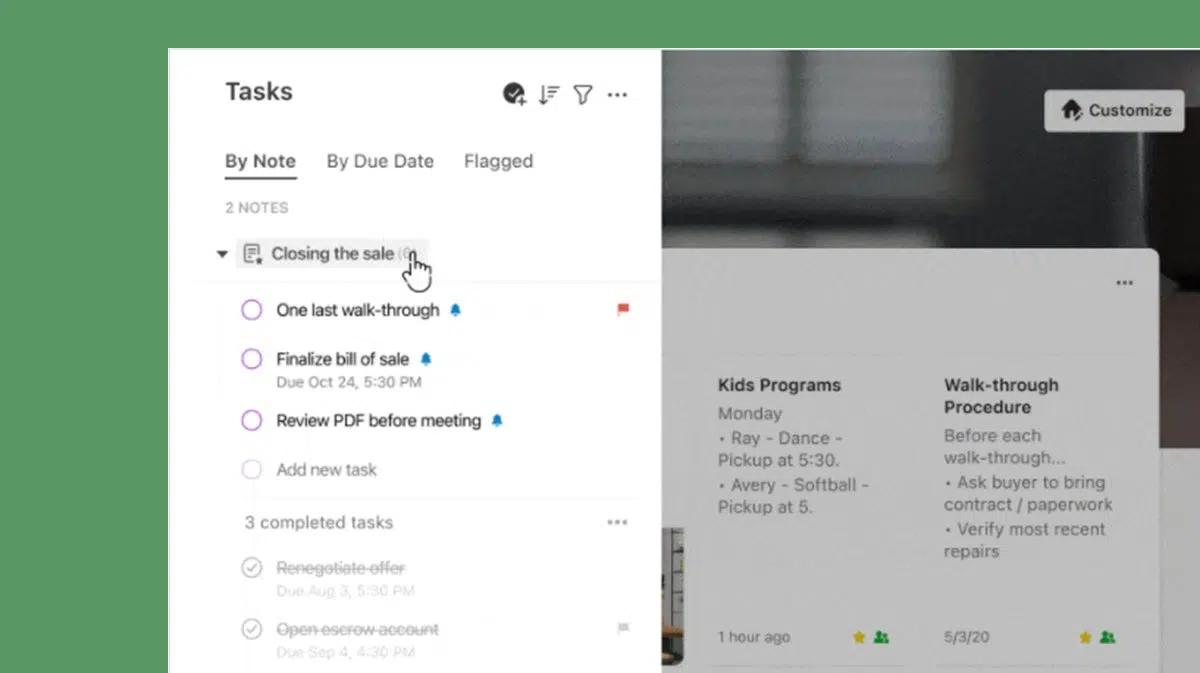 Tasks
Customize
By Note By Due Date Flagged
2 NOTES
Closing the sale
One last walk-through
Finalize bill of sale
Due Oct 24, 5:30 PM
Review PDF before meeting
Add new task
3 completed tasks
Renegotiate offer
Due Aug 3, 5:30 PM
Open escrow account
Due Sep 4, 4:30 PM
Kids Programs
Monday
• Ray - Dance -
Pickup at 5:30.
• Avery - Softball -
Pickup at 5.
1 hour ago
Walk-through
Procedure
Before each
walk-through...
• Ask buyer to bring
contract / paperwork
• Verify most recent
repairs
5/3/20